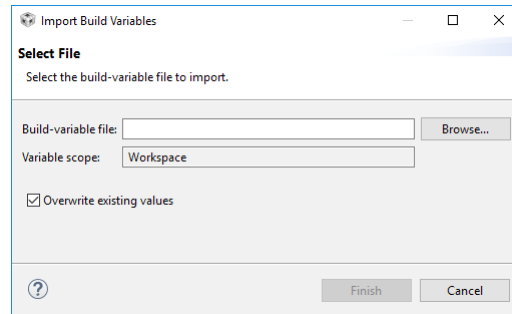 Import Build Variables
Select File
Select the build-variable file to import.
Build-variable file:
Browse...
Variable scope:
Workspace
Overwrite existing values
?
Finish
Cancel